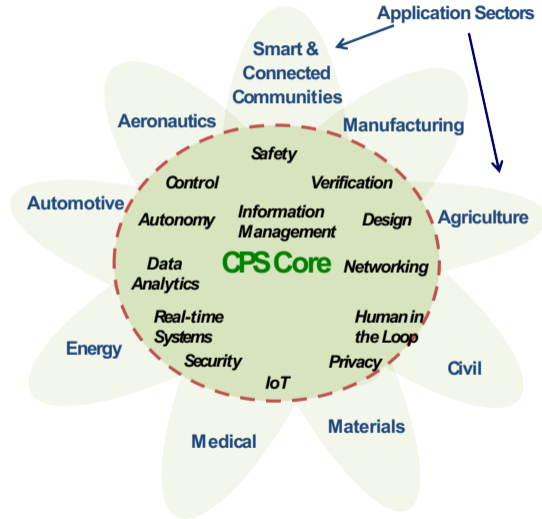 Application Sectors
Smart &
Connected
Communities
Aeronautics
Manufacturing
Safety
Control
Verification
Automotive
Autonomy
Information
Management
Design
Agriculture
CPS Core
Data
Analytics
Networking
Real-time
Systems
Human in
the Loop
Energy
Security
Privacy
Civil
IoT
Medical
Materials